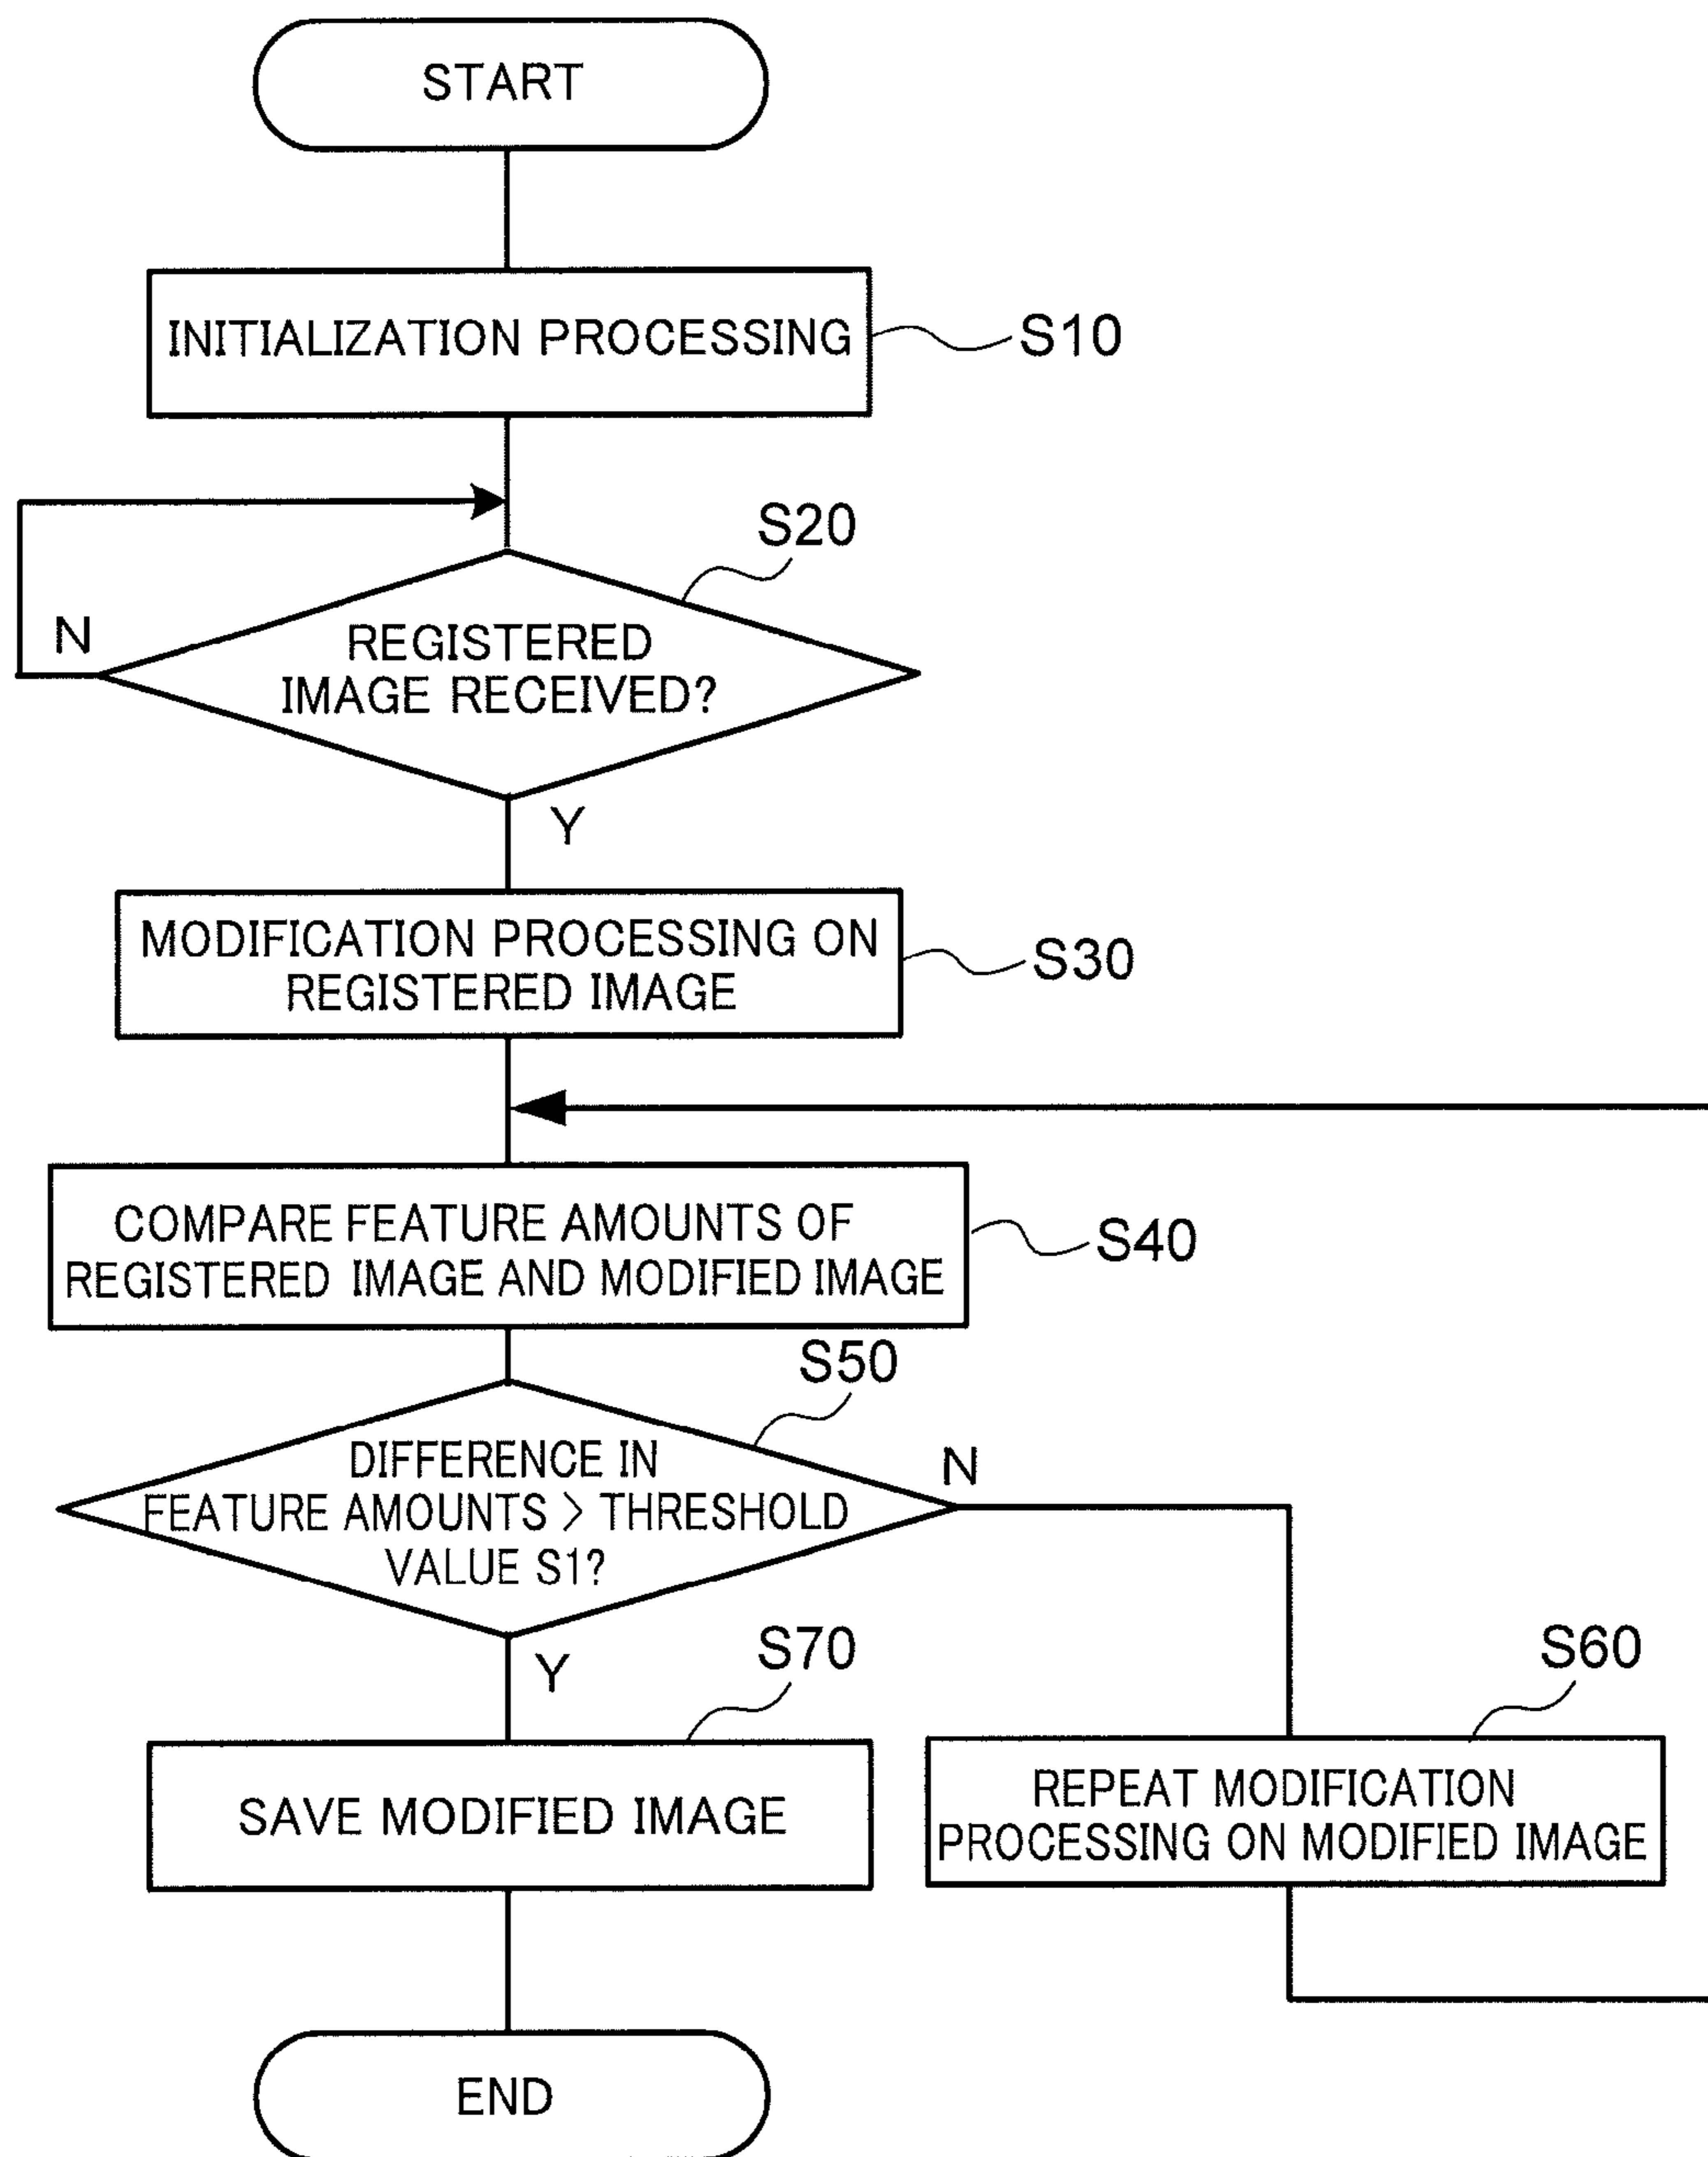 START
INITIALIZATION PROCESSING
S10
S20
N
REGISTERED
IMAGE RECEIVED?
Y
MODIFICATION PROCESSING ON
REGISTERED IMAGE
S30
COMPARE FEATURE AMOUNTS OF
REGISTERED IMAGE AND MODIFIED IMAGE
S40
S50
DIFFERENCE IN
FEATURE AMOUNTS > THRESHOLD
VALUE S1?
N
Y
S70
SAVE MODIFIED IMAGE
S60
REPEAT MODIFICATION
PROCESSING ON MODIFIED IMAGE
END